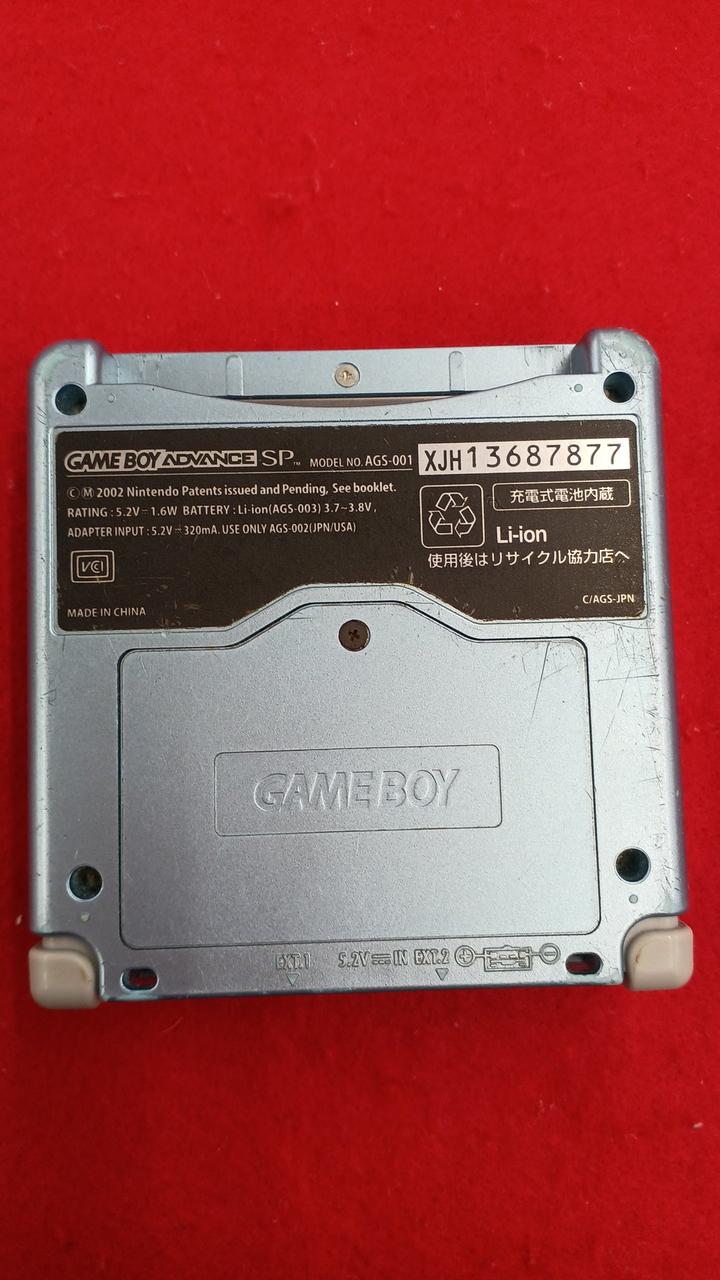 GAME BOY ADVANCE SP™ MODEL NO. AGS-001 XJH13687877
ⒸⓂ 2002 Nintendo Patents issued and Pending, See booklet.
RATING : 5.2V⎓1.6W BATTERY : Li-ion(AGS-003) 3.7⎓3.8V,
ADAPTER INPUT : 5.2V⎓320mA. USE ONLY AGS-002(JPN/USA)
VCI
MADE IN CHINA
充電式電池内蔵
Li-ion
使用後はリサイクル協力店へ
C/AGS-JPN
GAME BOY
EXT.1 5.2V⎓IN EXT.2